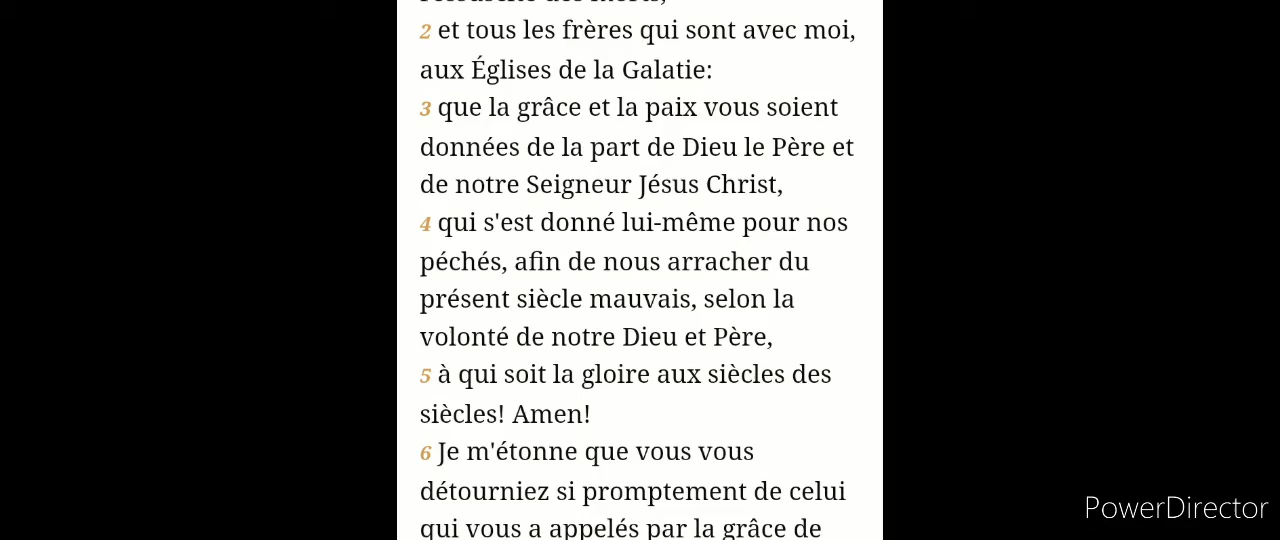 2 et tous les frères qui sont avec moi,
aux Églises de la Galatie:
3 que la grâce et la paix vous soient
données de la part de Dieu le Père et
de notre Seigneur Jésus Christ,
4 qui s'est donné lui-même pour nos
péchés, afin de nous arracher du
présent siècle mauvais, selon la
volonté de notre Dieu et Père,
5 à qui soit la gloire aux siècles des
siècles! Amen!
6 Je m'étonne que vous vous
détourniez si promptement de celui
qui vous a appelés par la grâce de
PowerDirector